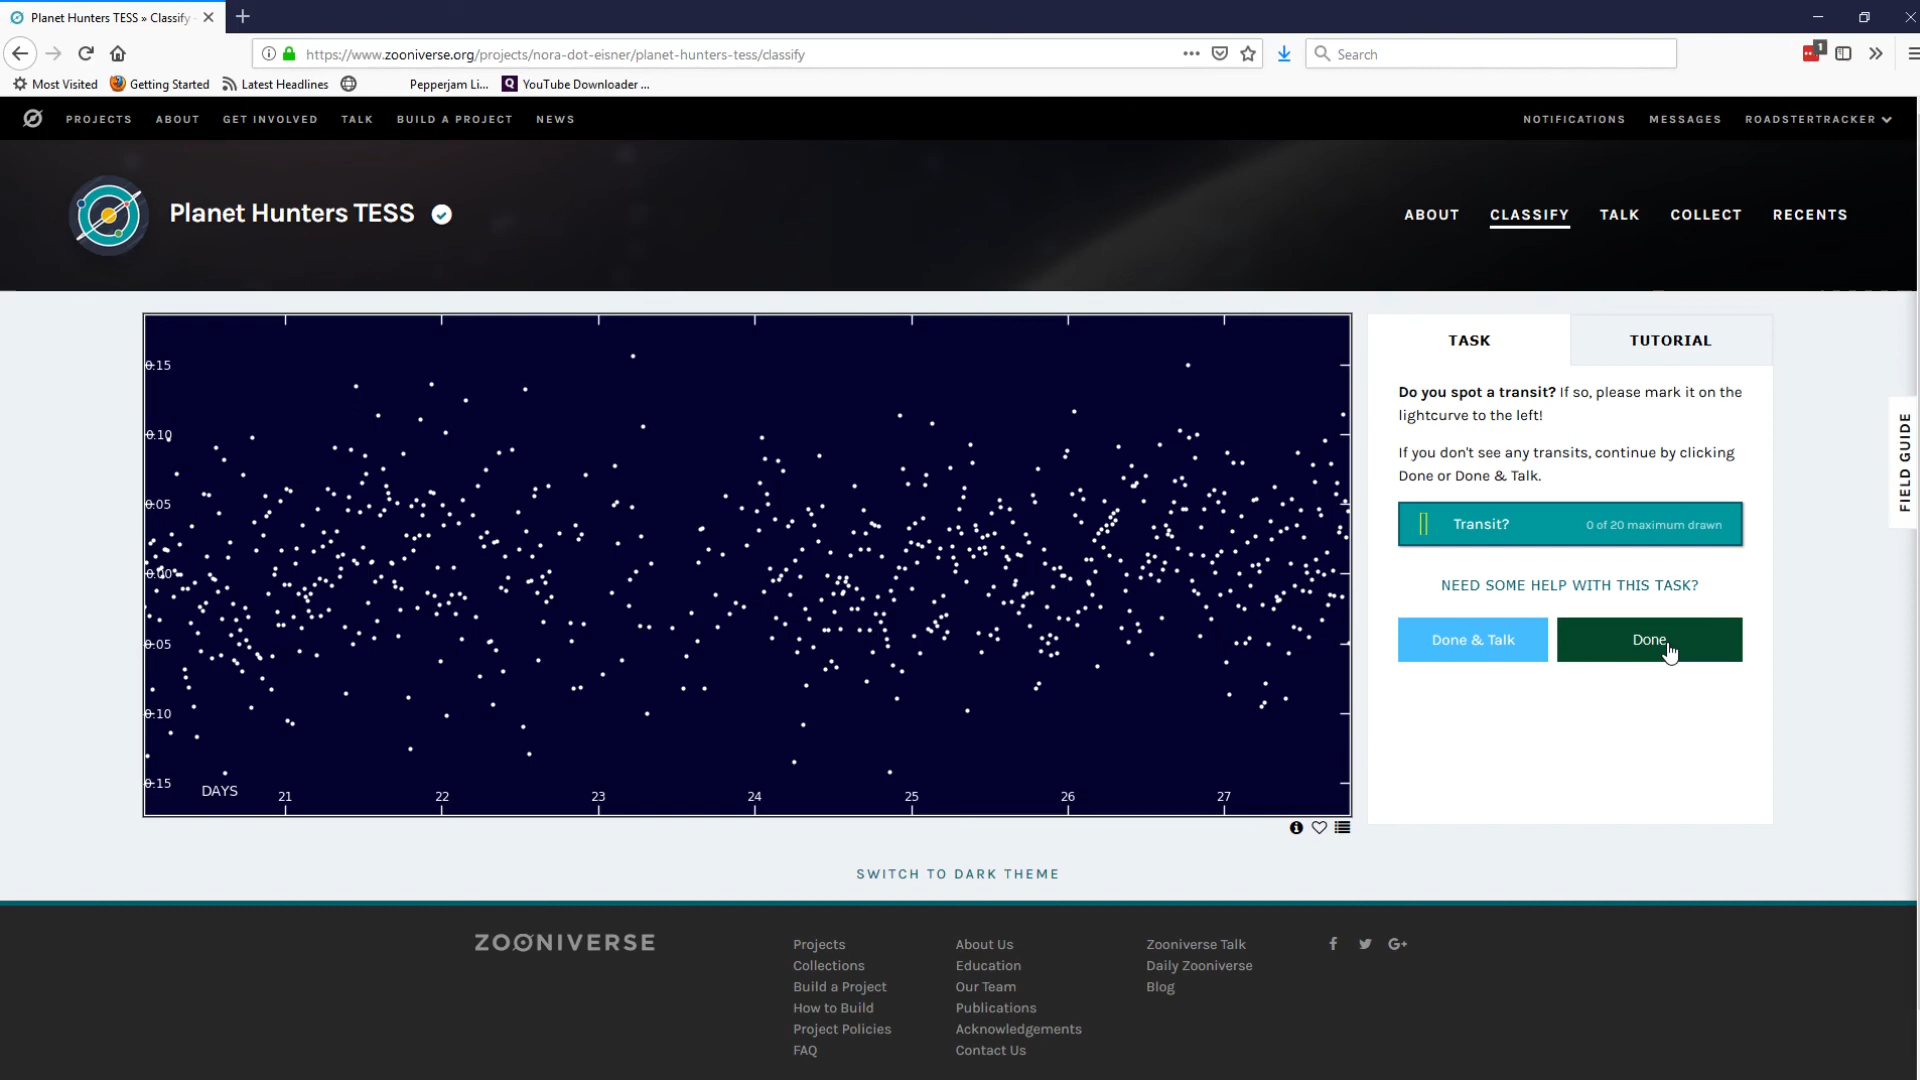 Planet Hunters TESS » Classify
https://www.zooniverse.org/projects/nora-dot-eisner/planet-hunters-tess/classify
Search
1
Most Visited
Getting Started
Latest Headlines
Pepperjam Li...
YouTube Downloader ...
PROJECTS
ABOUT
GET INVOLVED
TALK
BUILD A PROJECT
NEWS
NOTIFICATIONS
MESSAGES
ROADSTERTRACKER
Planet Hunters TESS
ABOUT
CLASSIFY
TALK
COLLECT
RECENTS
0.15
0.10
0.05
0.00
0.05
0.10
0.15
DAYS
21
22
23
24
25
26
27
TASK
TUTORIAL
Do you spot a transit? If so, please mark it on the
lightcurve to the left!
If you don't see any transits, continue by clicking
Done or Done & Talk.
Transit?
0 of 20 maximum drawn
NEED SOME HELP WITH THIS TASK?
Done & Talk
Done
FIELD GUIDE
SWITCH TO DARK THEME
ZOONIVERSE
Projects
Collections
Build a Project
How to Build
Project Policies
FAQ
About Us
Education
Our Team
Publications
Acknowledgements
Contact Us
Zooniverse Talk
Daily Zooniverse
Blog